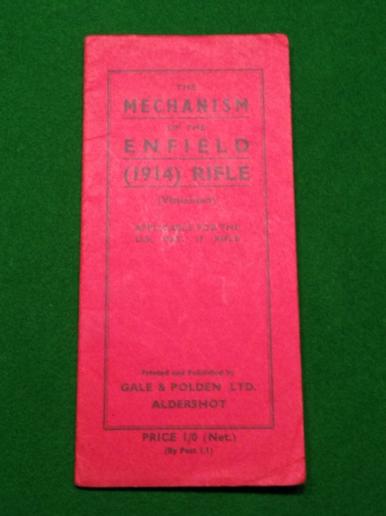 THE
MECHANISM
OF THE
ENFIELD
(1914) RIFLE
(Illustrated)
APPLICABLE FOR THE
RIFLE
Printed and Published by
GALE & POLDEN LTD.
ALDERSHOT
PRICE 1/0 (Net.)
(By Post 1/1)